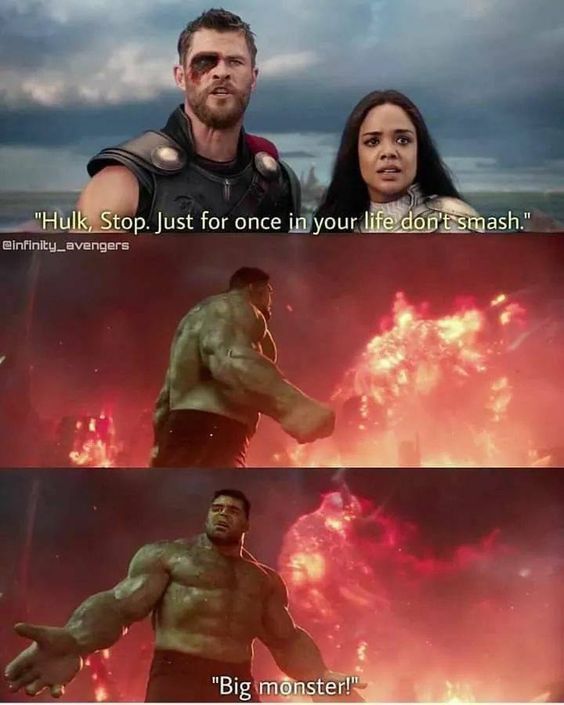 "Hulk, Stop. Just for once in your life don't smash."
@infinity_avengers
"Big monster!"